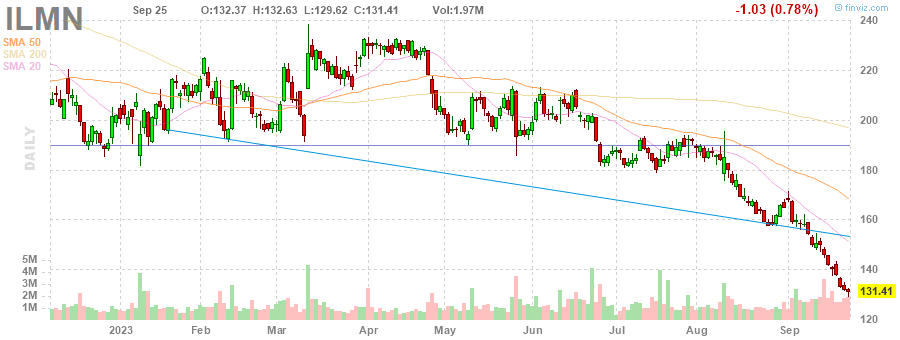 ILMN
Sep 25 O:132.37 H:132.63 L:129.62 C:131.41 Vol:1.97M -1.03 (0.78%) © finviz.com
SMA 50
SMA 200
SMA 20
DAILY
240
220
200
180
160
140
131.41
120
5M
4M
3M
2M
1M
2023 Feb Mar Apr May Jun Jul Aug Sep